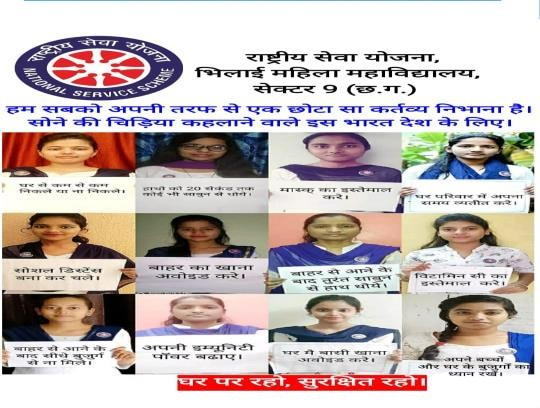 राष्ट्रीय सेवा योजना
NATIONAL SERVICE SCHEME
राष्ट्रीय सेवा योजना,
भिलाई महिला महाविद्यालय,
सेक्टर 9 (छ.ग.)
हम सबको अपनी तरफ से एक छोटा सा कर्तव्य निभाना है।
सोने की चिड़िया कहलाने वाले इस भारत देश के लिए।
घर से कम से कम
निकले या ना निकले।
हाथों को 20 सेकंड तक
कोई भी साबुन से धोये।
मास्क का इस्तेमाल
करें।
घर परिवार में अपना
समय व्यतीत करें।
सोशल डिस्टेंस
बना कर चले।
बाहर का खाना
अवोइड करें।
बाहर से आने के
बाद तुरंत साबुन
से हाथ धोये।
विटामिन सी का
इस्तेमाल करें।
बाहर से आने के
बाद सीधे बुजुर्ग
से ना मिले।
अपनी इम्युनिटी
पॉवर बढाए।
घर मै बासी खाना
अवोइड करें।
अपने बच्चों
और घर के बुजुर्गों का
ध्यान रखें।
घर पर रहो, सुरक्षित रहो।